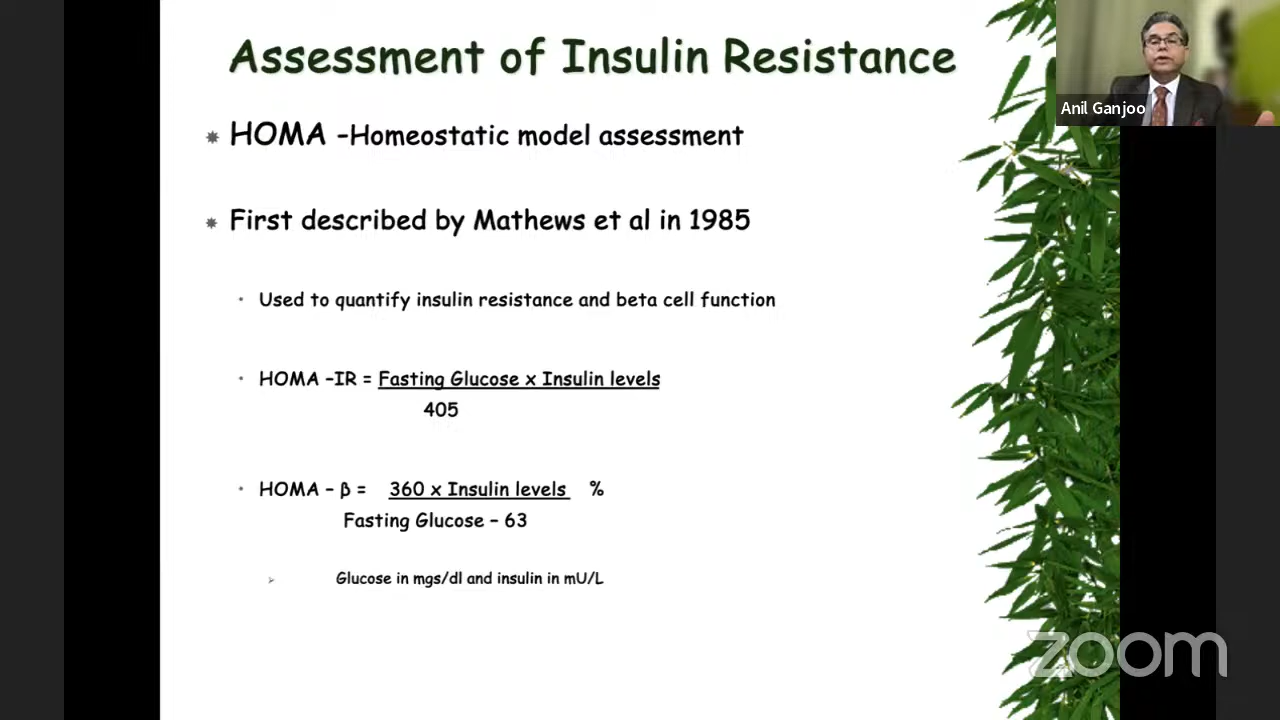 Assessment of Insulin Resistance
Anil Ganjoo
HOMA -Homeostatic model assessment
First described by Mathews et al in 1985
Used to quantify insulin resistance and beta cell function
HOMA -IR = Fasting Glucose x Insulin levels
405
HOMA - β = 360 x Insulin levels %
Fasting Glucose - 63
Glucose in mgs/dl and insulin in mU/L
zoom